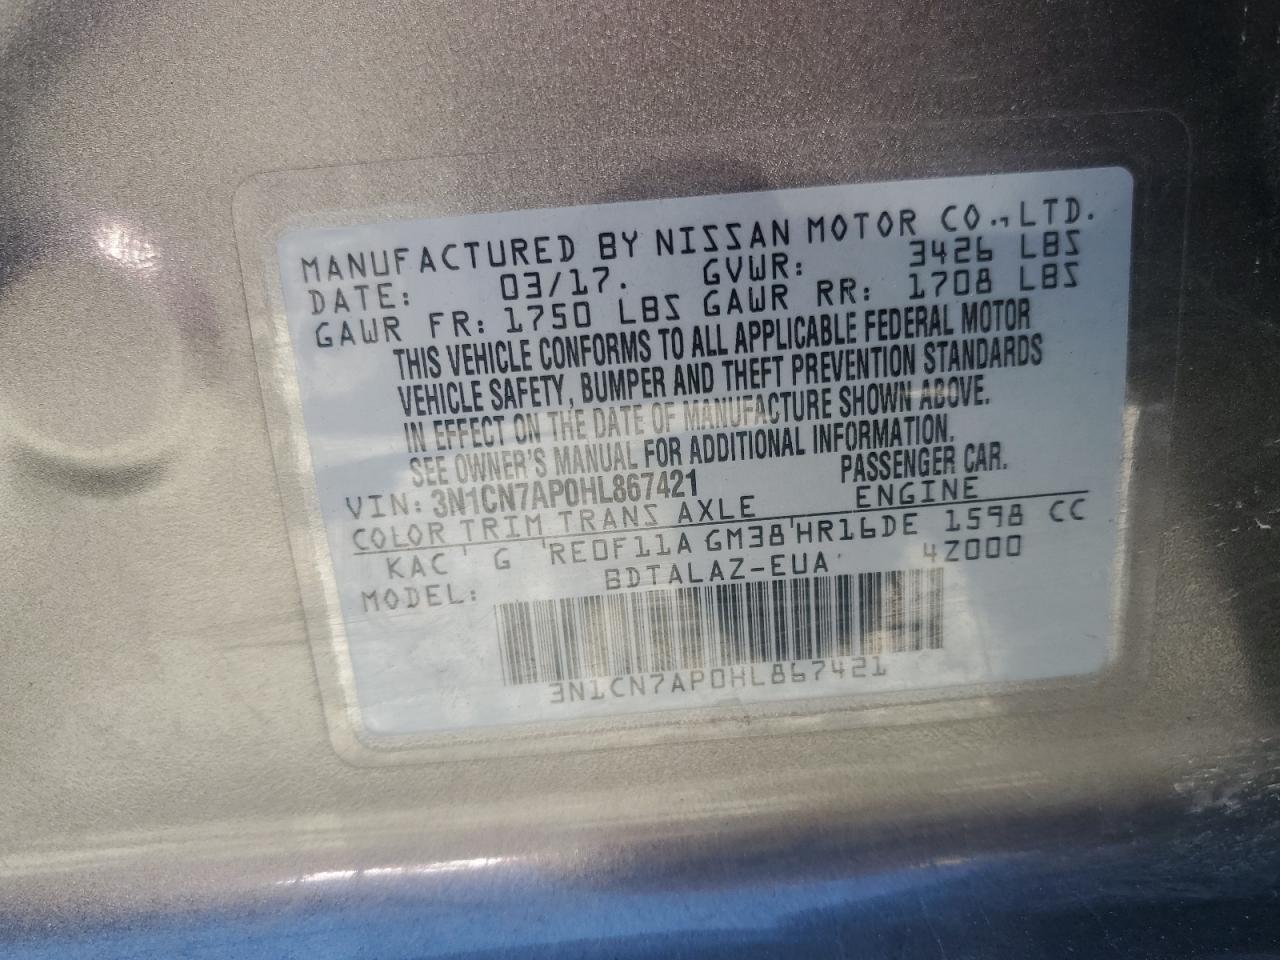 MANUFACTURED BY NISSAN MOTOR CO., LTD.
DATE: 03/17. GVWR: 3426 LBS
GAWR FR: 1750 LBS GAWR RR: 1708 LBS
THIS VEHICLE CONFORMS TO ALL APPLICABLE FEDERAL MOTOR
VEHICLE SAFETY, BUMPER AND THEFT PREVENTION STANDARDS
IN EFFECT ON THE DATE OF MANUFACTURE SHOWN ABOVE.
SEE OWNER'S MANUAL FOR ADDITIONAL INFORMATION.
VIN: 3N1CN7AP0HL867421 PASSENGER CAR.
COLOR TRIM TRANS AXLE ENGINE
KAC G RE0F11A GM38 HR16DE 1598 CC
MODEL: BDTALAZ-EUA 4Z000
3N1CN7AP0HL867421